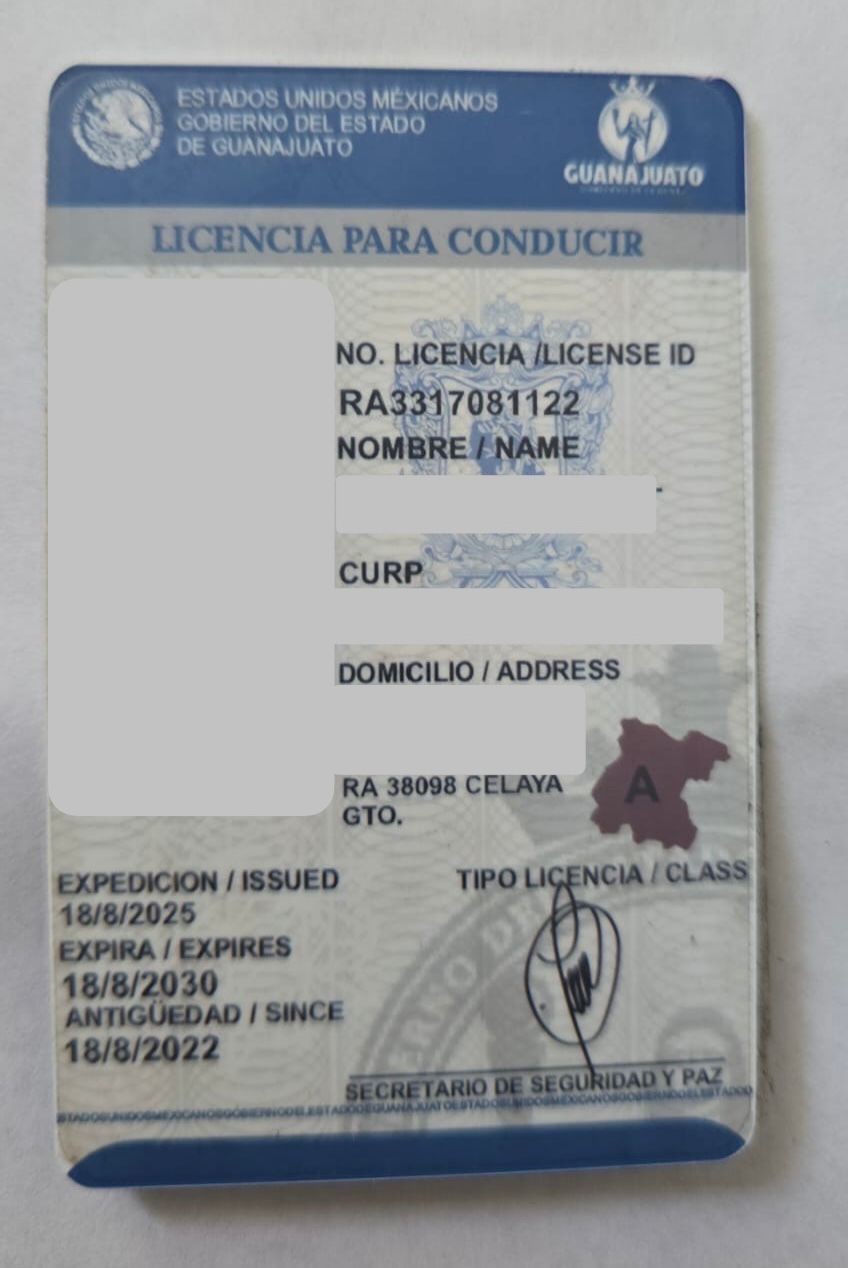 ESTADOS UNIDOS MÉXICANOS
GOBIERNO DEL ESTADO
DE GUANAJUATO
GUANAJUATO
LICENCIA PARA CONDUCIR
NO. LICENCIA /LICENSE ID
RA3317081122
NOMBRE / NAME
CURP
DOMICILIO / ADDRESS
RA 38098 CELAYA
GTO.
A
EXPEDICION / ISSUED
18/8/2025
TIPO LICENCIA / CLASS
EXPIRA / EXPIRES
18/8/2030
ANTIGÜEDAD / SINCE
18/8/2022
SECRETARIO DE SEGURIDAD Y PAZ